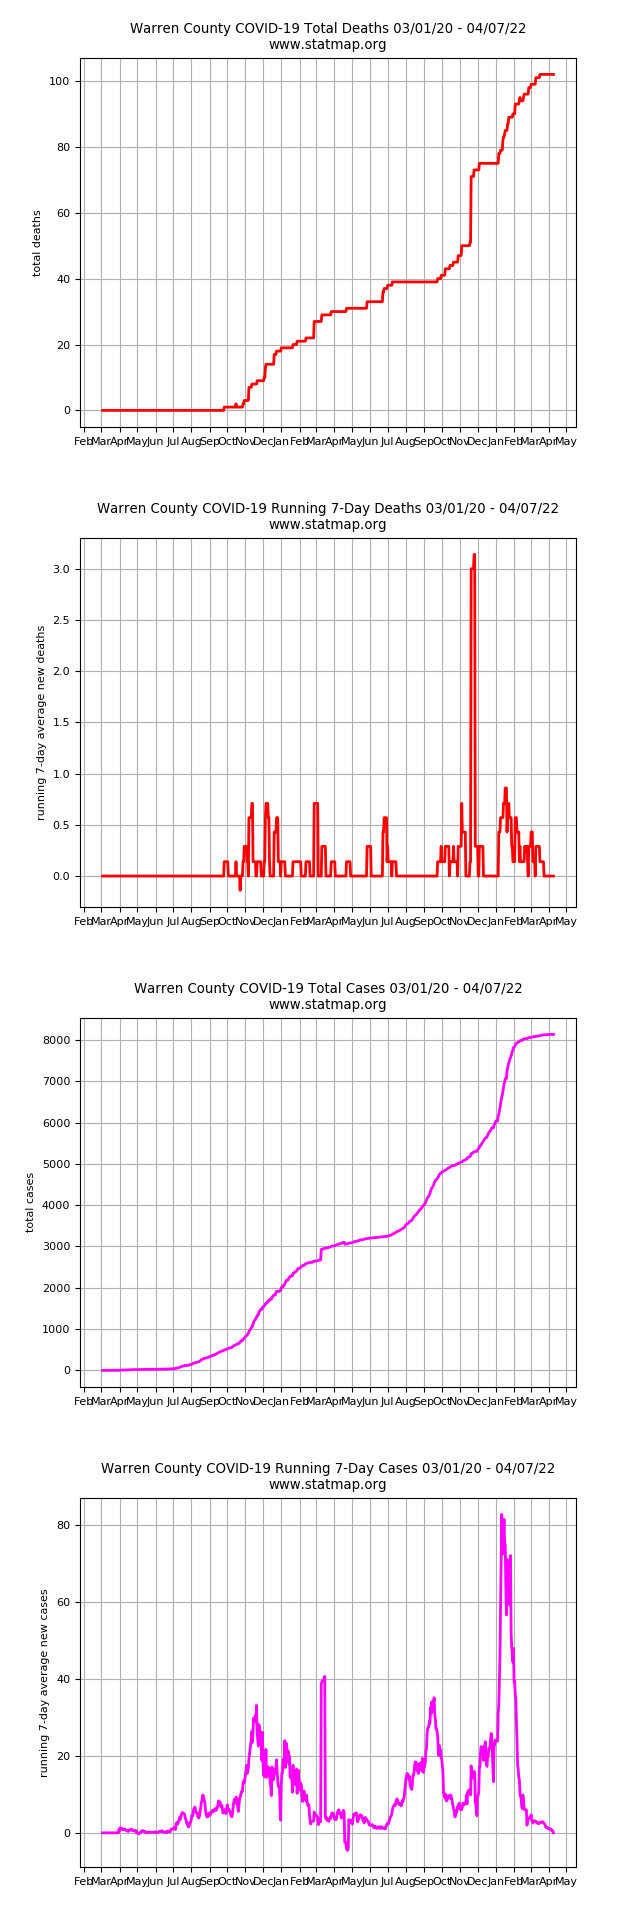 Warren County COVID-19 Total Deaths 03/01/20 - 04/07/22
www.statmap.org
total deaths
100
80
60
40
20
0
Feb Mar Apr May Jun Jul Aug Sep Oct Nov Dec Jan Feb Mar Apr May Jun Jul Aug Sep Oct Nov Dec Jan Feb Mar Apr May
Warren County COVID-19 Running 7-Day Deaths 03/01/20 - 04/07/22
www.statmap.org
running 7-day average new deaths
3.0
2.5
2.0
1.5
1.0
0.5
0.0
Feb Mar Apr May Jun Jul Aug Sep Oct Nov Dec Jan Feb Mar Apr May Jun Jul Aug Sep Oct Nov Dec Jan Feb Mar Apr May
Warren County COVID-19 Total Cases 03/01/20 - 04/07/22
www.statmap.org
total cases
8000
7000
6000
5000
4000
3000
2000
1000
0
Feb Mar Apr May Jun Jul Aug Sep Oct Nov Dec Jan Feb Mar Apr May Jun Jul Aug Sep Oct Nov Dec Jan Feb Mar Apr May
Warren County COVID-19 Running 7-Day Cases 03/01/20 - 04/07/22
www.statmap.org
running 7-day average new cases
80
60
40
20
0
Feb Mar Apr May Jun Jul Aug Sep Oct Nov Dec Jan Feb Mar Apr May Jun Jul Aug Sep Oct Nov Dec Jan Feb Mar Apr May